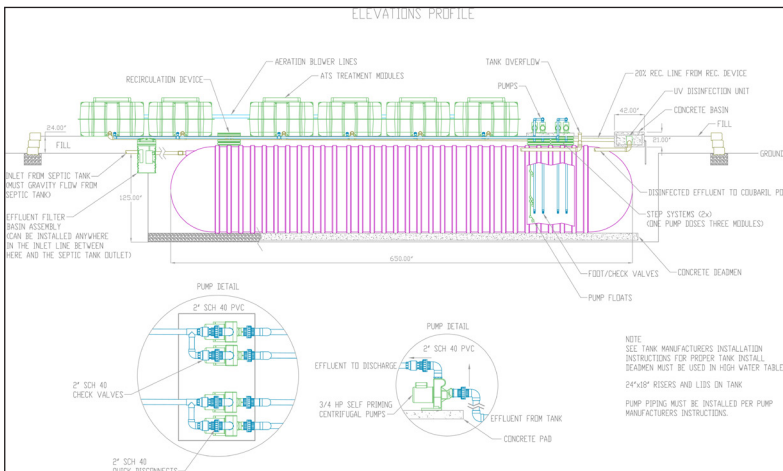 ELEVATIONS PROFILE
AERATION BLOWER LINES
TANK OVERFLOW
RECIRCULATION DEVICE
ATS TREATMENT MODULES
PUMPS
20% REC. LINE FROM REC. DEVICE
UV DISINFECTION UNIT
42.00"
CONCRETE BASIN
FILL
24.00"
FILL
21.00"
GROUND
INLET FROM SEPTIC TANK
(MUST GRAVITY FLOW FROM
SEPTIC TANK)
125.00"
DISINFECTED EFFLUENT TO COUBARIL PO
EFFLUENT FILTER
BASIN ASSEMBLY
(CAN BE INSTALLED ANYWHERE
IN THE INLET LINE BETWEEN
HERE AND THE SEPTIC TANK OUTLET)
STEP SYSTEMS (2x)
(ONE PUMP DOSES THREE MODULES)
650.00"
FOOT/CHECK VALVES
CONCRETE DEADMEN
PUMP FLOATS
PUMP DETAIL
2" SCH 40 PVC
2" SCH 40
CHECK VALVES
2" SCH 40
QUICK DISCONNECTS
PUMP DETAIL
2" SCH 40 PVC
EFFLUENT TO DISCHARGE
3/4 HP SELF PRIMING
CENTRIFUGAL PUMPS
EFFLUENT FROM TANK
CONCRETE PAD
NOTE
SEE TANK MANUFACTURERS INSTALLATION
INSTRUCTIONS FOR PROPER TANK INSTALL
DEADMEN MUST BE USED IN HIGH WATER TABLE
24"x18" RISERS AND LIDS ON TANK
PUMP PIPING MUST BE INSTALLED PER PUMP
MANUFACTURERS INSTRUCTIONS.